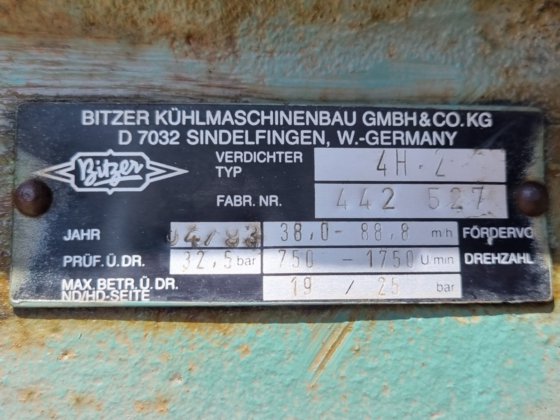 BITZER KÜHLMASCHINENBAU GMBH & CO. KG
D 7032 SINDELFINGEN, W.-GERMANY
Bitzer
VERDICHTER TYP 4H.2
FABR. NR. 442 527
JAHR 38,0- 88,8 m³/h FÖRDERVO
PRÜF. Ü. DR. 32,5 bar 750 - 1750 U/min DREHZAHL
MAX. BETR. Ü. DR. ND/HD-SEITE 19 / 25 bar